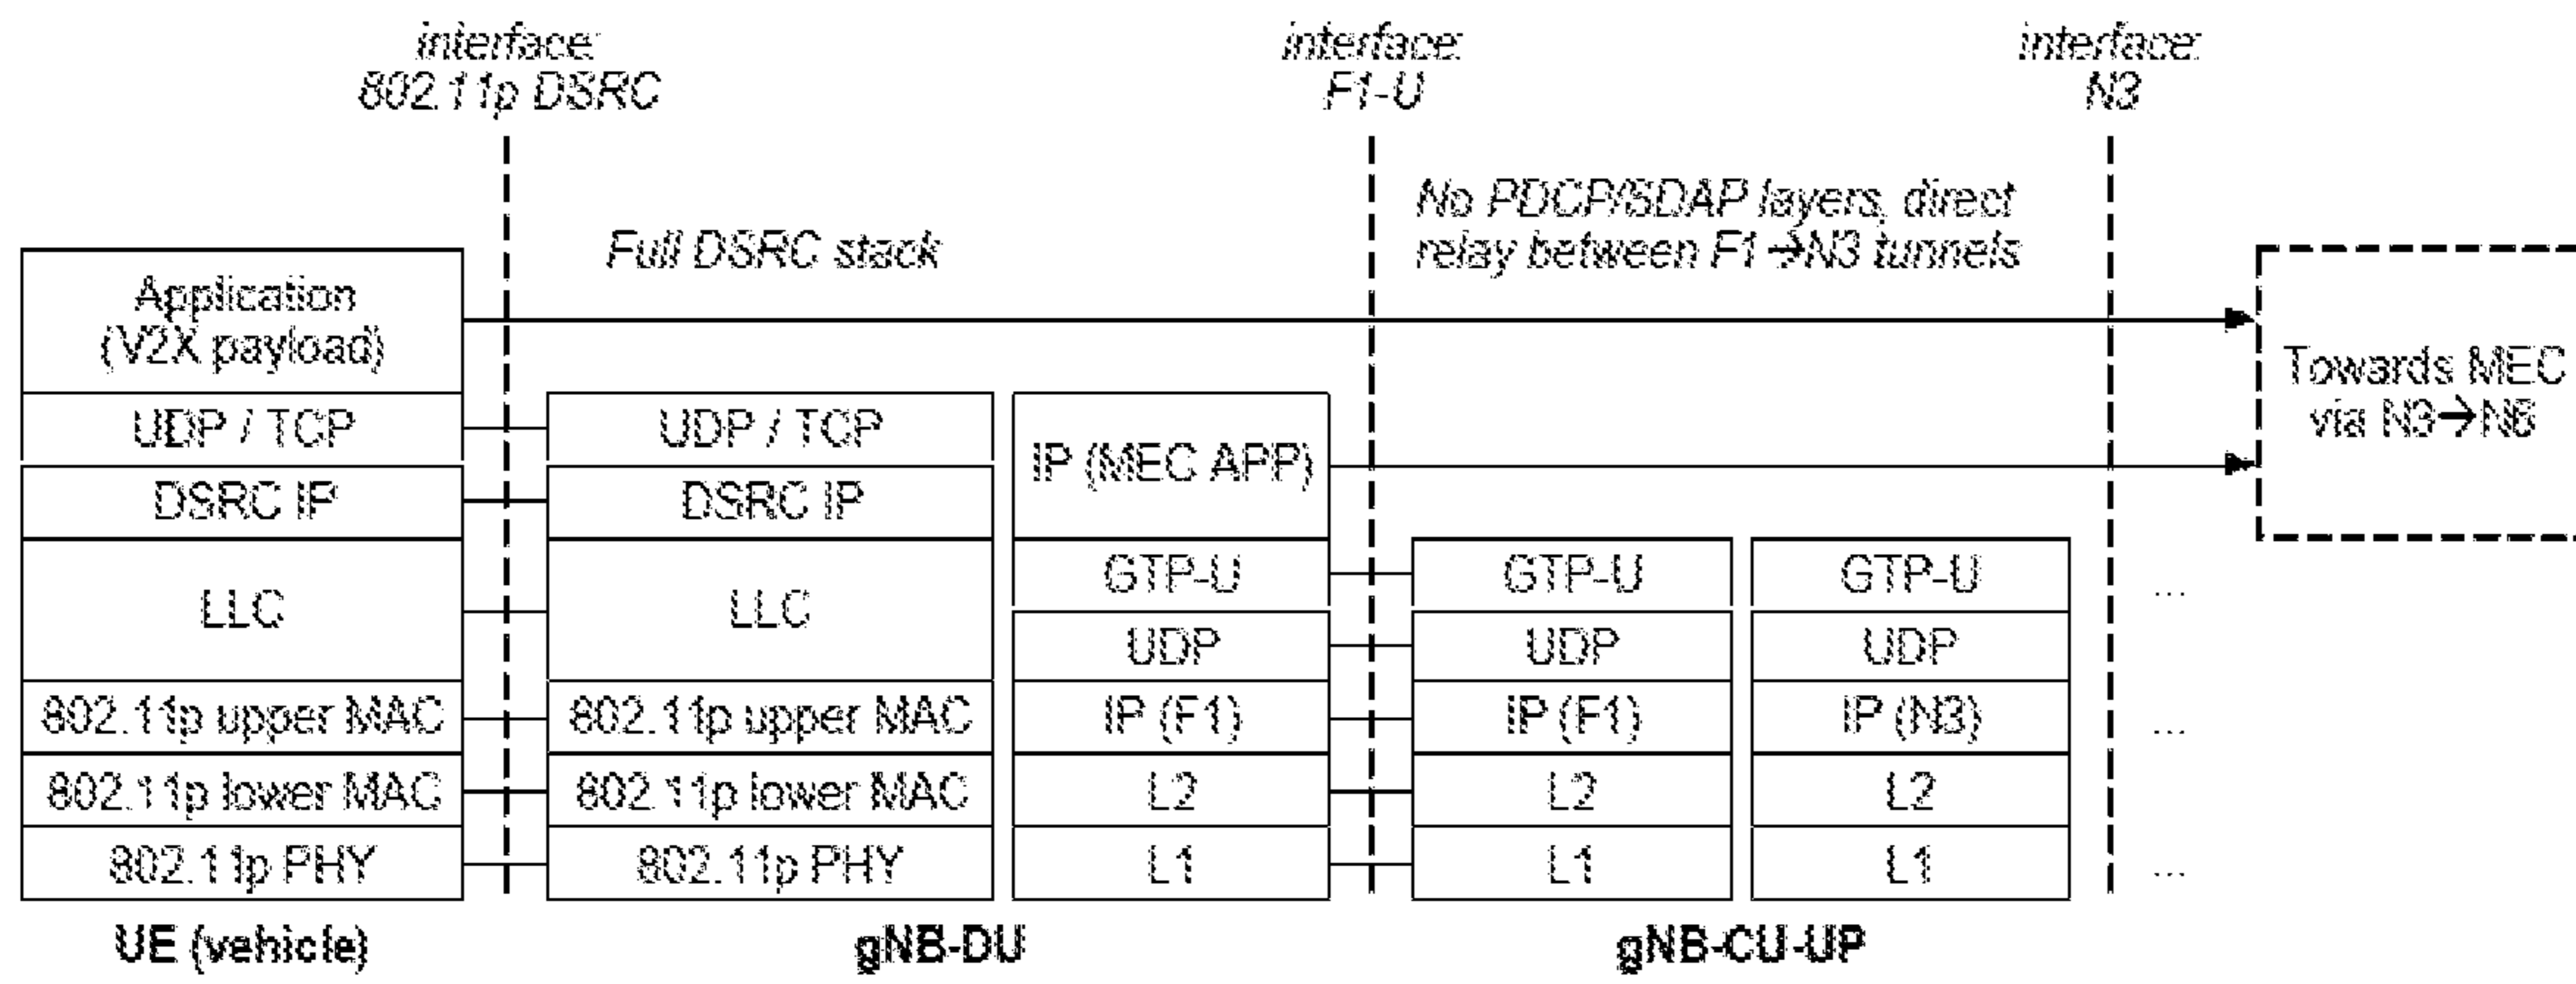 interface:
802.11p DSRC
interface:
F1-U
interface:
N3
Full DSRC stack
No PDCP/SDAP layers, direct
relay between F1→N3 tunnels
Application
(V2X payload)
UDP / TCP
DSRC IP
LLC
802.11p upper MAC
802.11p lower MAC
802.11p PHY
UE (vehicle)
UDP / TCP
DSRC IP
LLC
802.11p upper MAC
802.11p lower MAC
802.11p PHY
IP (MEC APP)
GTP-U
UDP
IP (F1)
L2
L1
gNB-DU
GTP-U
UDP
IP (F1)
L2
L1
GTP-U
UDP
IP (N3)
L2
L1
gNB-CU-UP
...
...
...
Towards MEC
via N3→N6